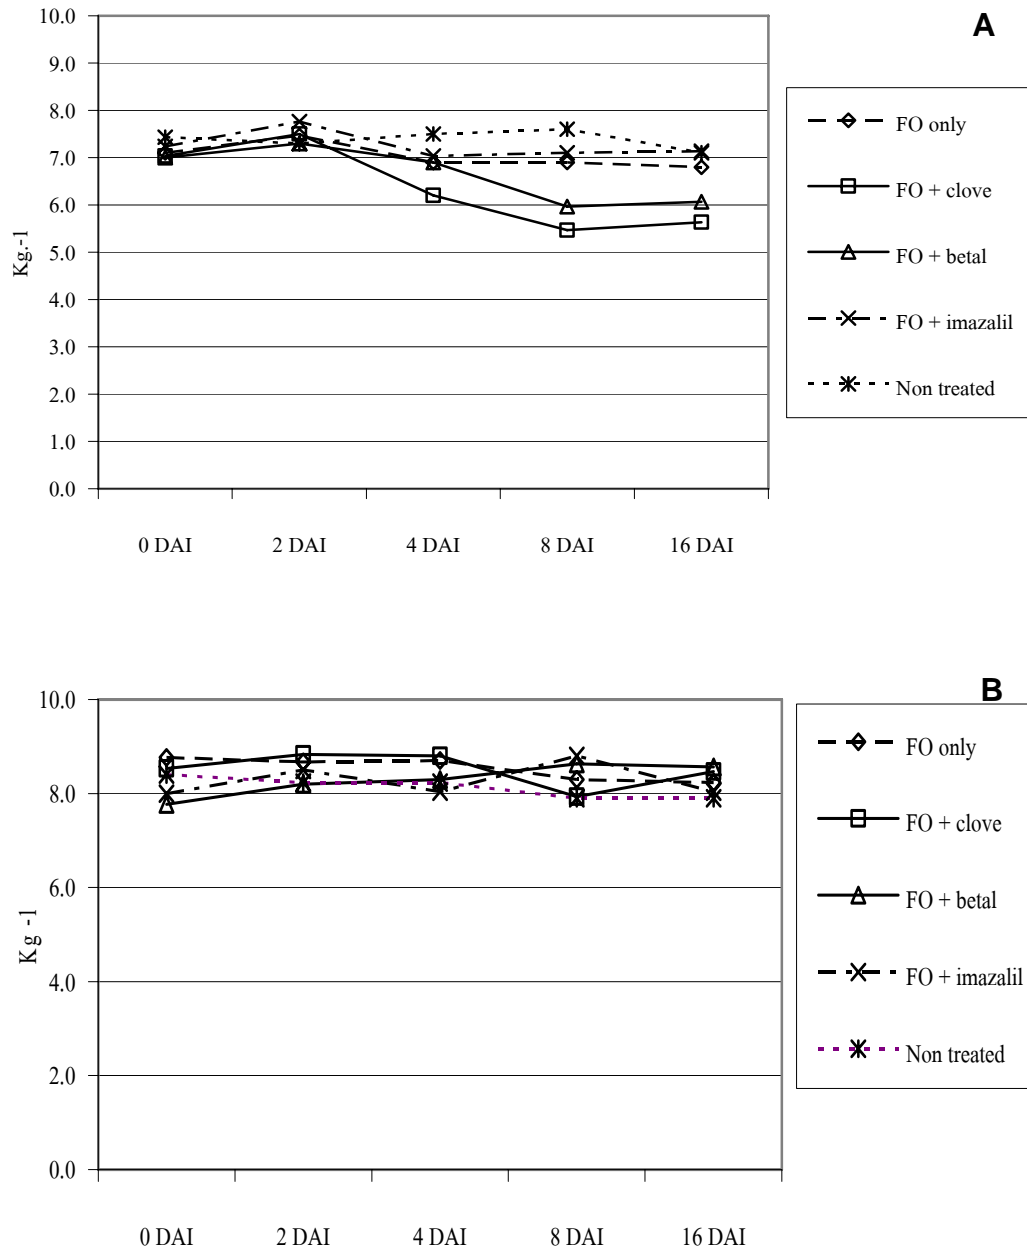 A
10.0
9.0
8.0
7.0
6.0
5.0
4.0
3.0
2.0
1.0
0.0
Kg.-1
0 DAI 2 DAI 4 DAI 8 DAI 16 DAI
FO only
FO + clove
FO + betal
FO + imazalil
Non treated
B
10.0
8.0
6.0
4.0
2.0
0.0
Kg -1
0 DAI 2 DAI 4 DAI 8 DAI 16 DAI
FO only
FO + clove
FO + betal
FO + imazalil
Non treated